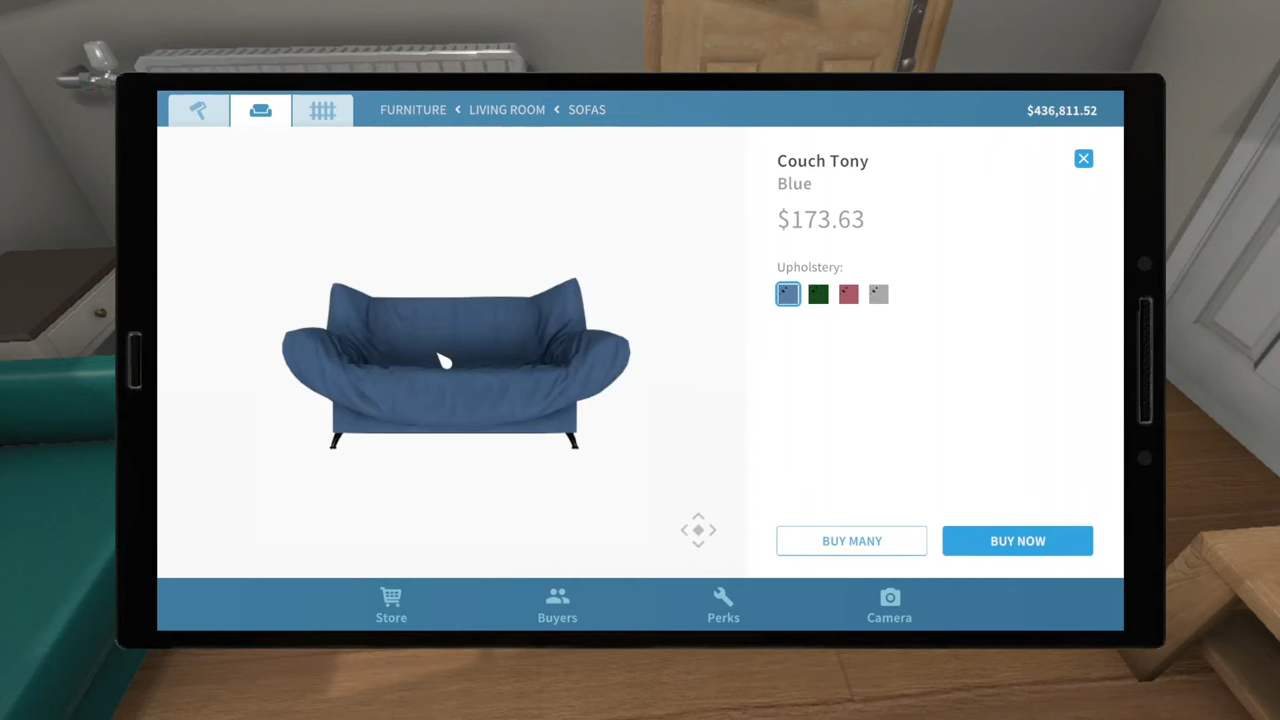 FURNITURE < LIVING ROOM < SOFAS
$436,811.52
Couch Tony
Blue
$173.63
Upholstery:
BUY MANY
BUY NOW
Store
Buyers
Perks
Camera